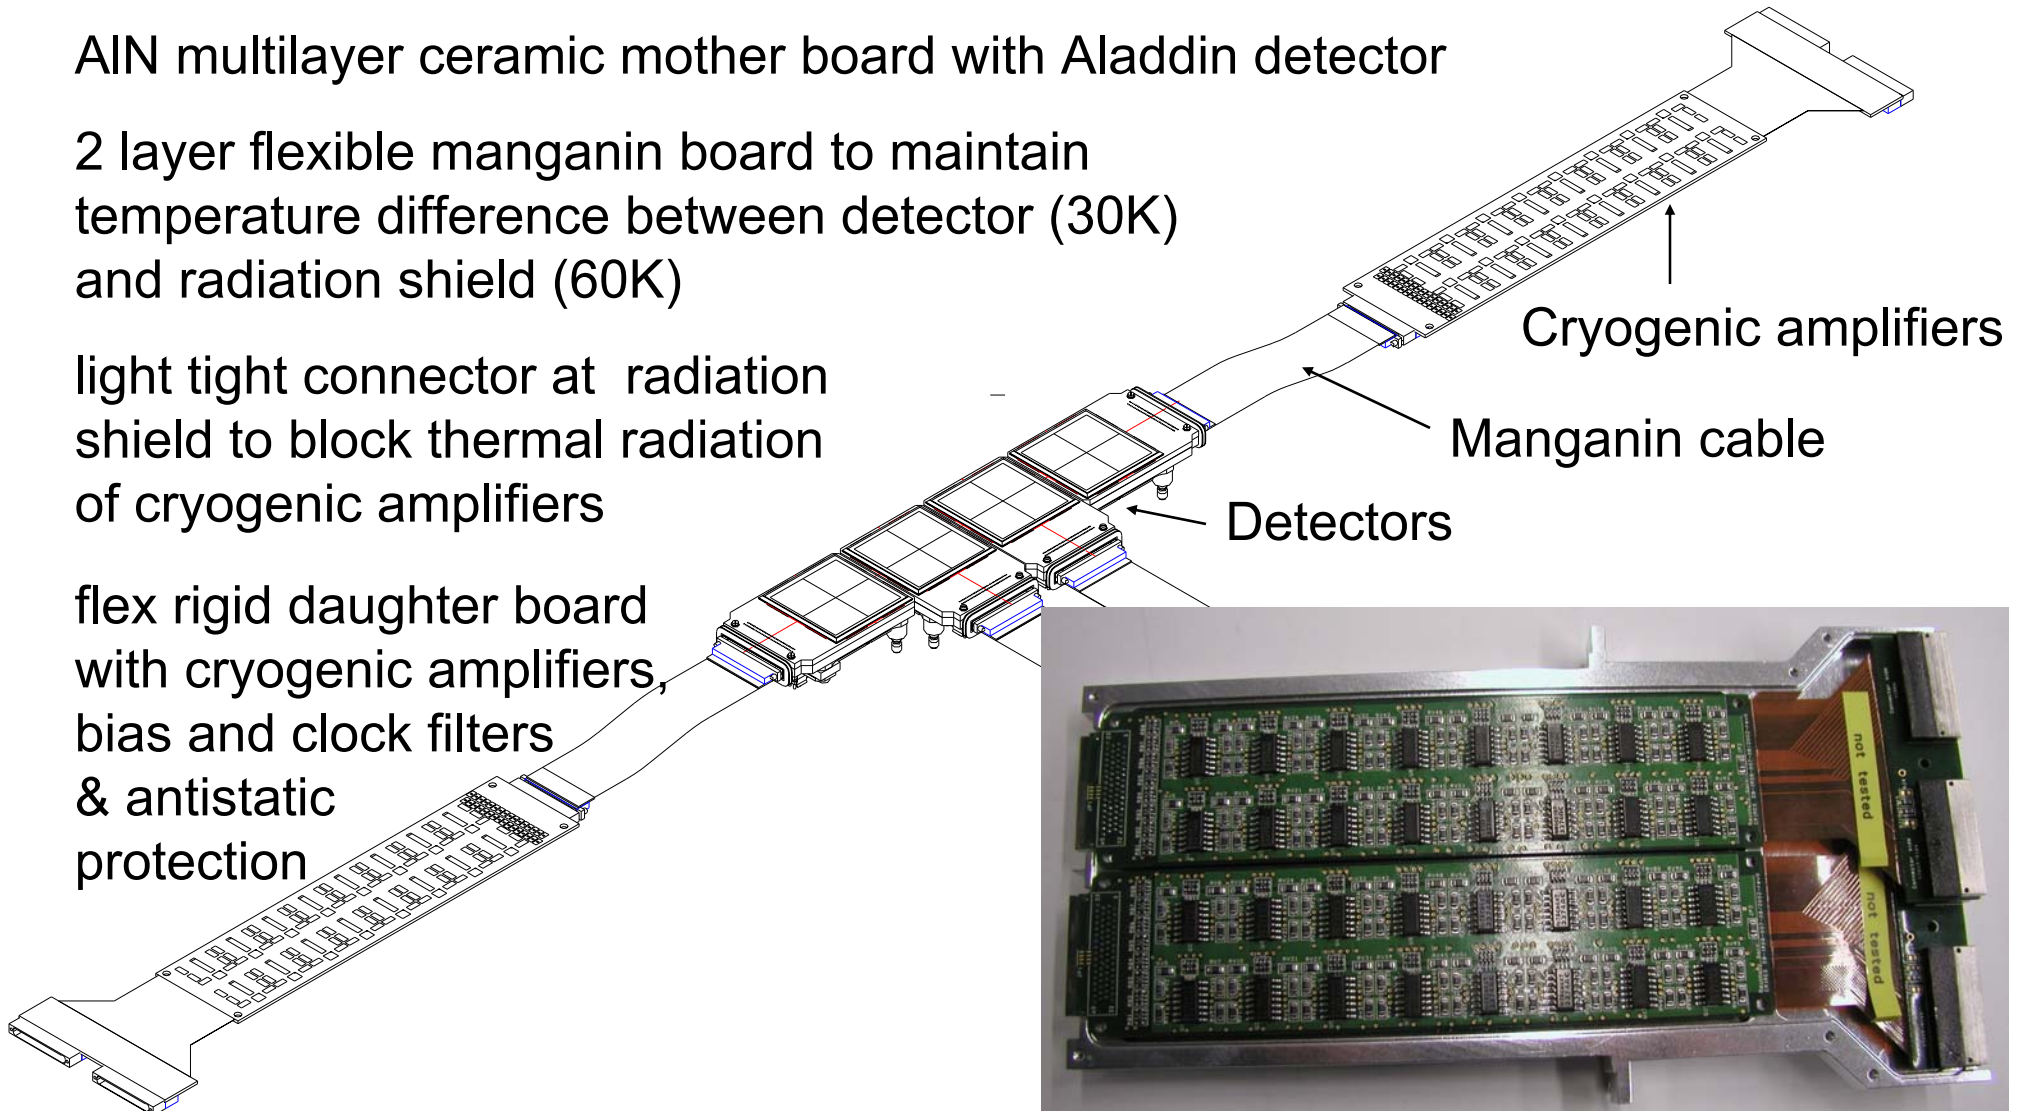 AlN multilayer ceramic mother board with Aladdin detector
2 layer flexible manganin board to maintain
temperature difference between detector (30K)
and radiation shield (60K)
light tight connector at  radiation
shield to block thermal radiation
of cryogenic amplifiers
flex rigid daughter board
with cryogenic amplifiers,
bias and clock filters
& antistatic
protection
Cryogenic amplifiers
Manganin cable
Detectors
not tested
not tested